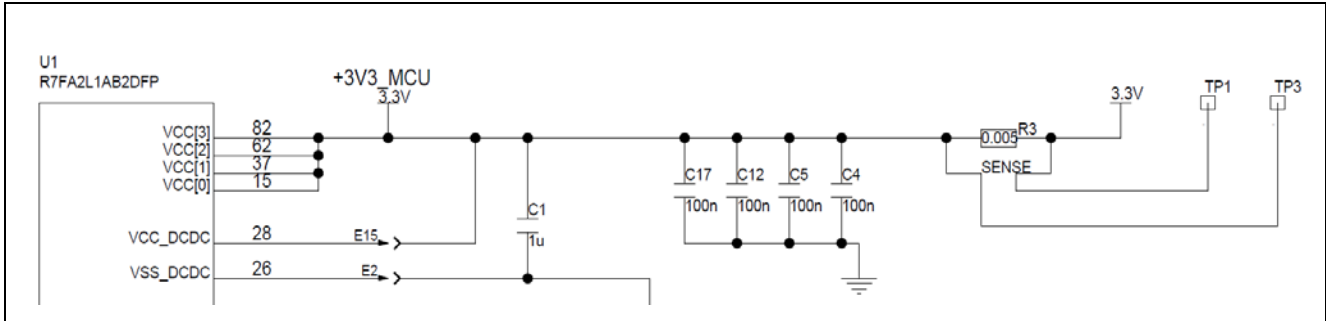 U1
R7FA2L1AB2DFP
+3V3_MCU
3.3V
3.3V
TP1
TP3
VCC[3] 82
VCC[2] 62
VCC[1] 37
VCC[0] 15
0.005 R3
SENSE
C17 C12 C5 C4
100n 100n 100n 100n
C1
1u
VCC_DCDC 28 E15
VSS_DCDC 26 E2